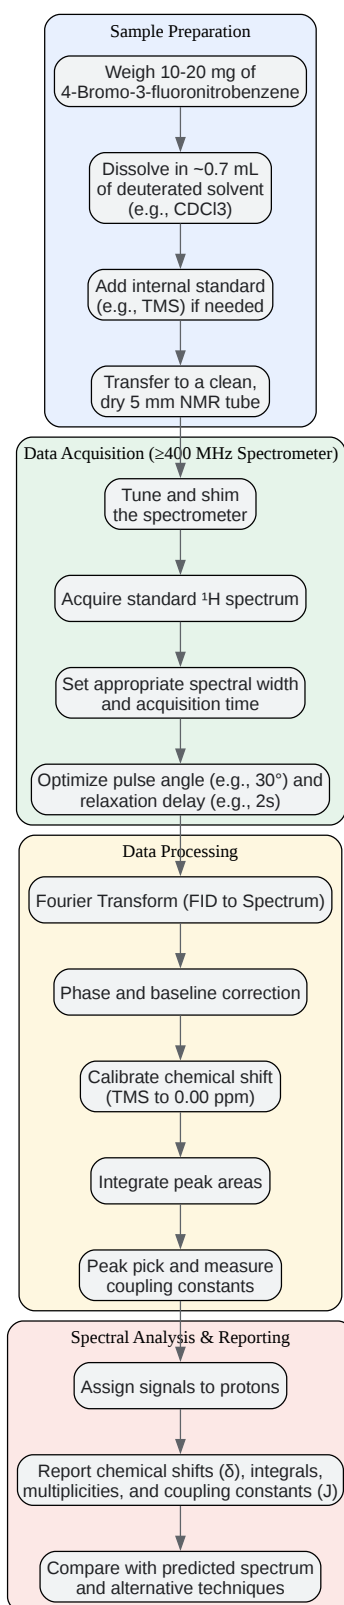 Sample Preparation
Weigh 10-20 mg of
4-Bromo-3-fluoronitrobenzene
Dissolve in ~0.7 mL
of deuterated solvent
(e.g., CDCl3)
Add internal standard
(e.g., TMS) if needed
Transfer to a clean,
dry 5 mm NMR tube
Data Acquisition (≥400 MHz Spectrometer)
Tune and shim
the spectrometer
Acquire standard ¹H spectrum
Set appropriate spectral width
and acquisition time
Optimize pulse angle (e.g., 30°) and
relaxation delay (e.g., 2s)
Data Processing
Fourier Transform (FID to Spectrum)
Phase and baseline correction
Calibrate chemical shift
(TMS to 0.00 ppm)
Integrate peak areas
Peak pick and measure
coupling constants
Spectral Analysis & Reporting
Assign signals to protons
Report chemical shifts (δ), integrals,
multiplicities, and coupling constants (J)
Compare with predicted spectrum
and alternative techniques